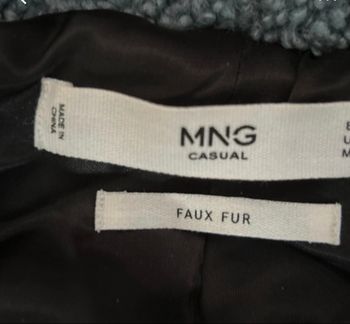 MADE IN
CHINA
MNG
CASUAL
E
U
M
FAUX FUR